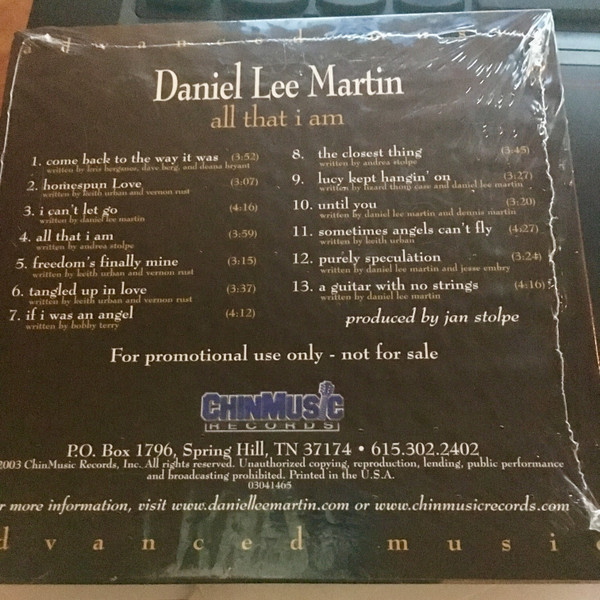 advanced music
Daniel Lee Martin
all that i am
1. come back to the way it was (3:52)
written by kris bergsnes, dave berg, and deana bryant
2. homespun Love (3:07)
written by keith urban and vernon rust
3. i can't let go (4:16)
written by daniel lee martin
4. all that i am (3:59)
written by andrea stolpe
5. freedom's finally mine (3:15)
written by keith urban and vernon rust
6. tangled up in love (3:37)
written by keith urban and vernon rust
7. if i was an angel (4:12)
written by bobby terry
8. the closest thing (3:45)
written by andrea stolpe
9. lucy kept hangin' on (3:27)
written by and daniel lee martin
10. until you (3:20)
written by daniel lee martin and dennis martin
11. sometimes angels can't fly (4:27)
written by keith urban
12. purely speculation (3:24)
written by daniel lee martin and jesse embry
13. a guitar with no strings (4:16)
written by daniel lee martin
produced by jan stolpe
For promotional use only - not for sale
CHINMUSIC
RECORDS
P.O. Box 1796, Spring Hill, TN 37174 • 615.302.2402
2003 ChinMusic Records, Inc. All rights reserved. Unauthorized copying, reproduction, lending, public performance
and broadcasting prohibited. Printed in the U.S.A.
03041465
r more information, visit www.danielleemartin.com or www.chinmusicrecords.com
dvanced music